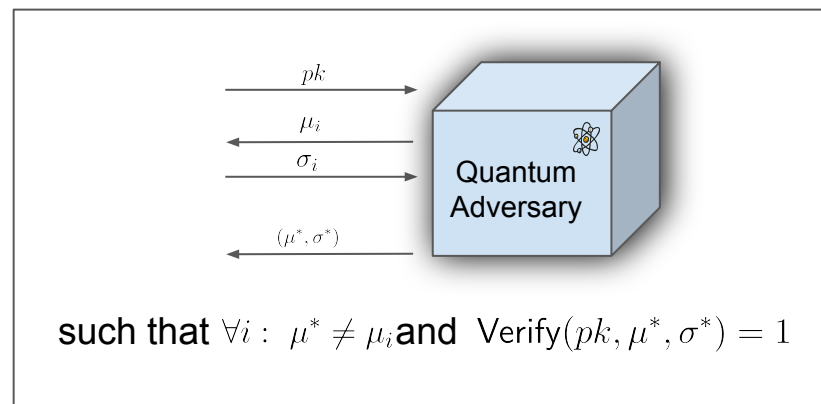 pk
μ_i
σ_i
Quantum
Adversary
(μ*, σ*)
such that ∀i : μ* ≠ μ_i and Verify(pk, μ*, σ*) = 1